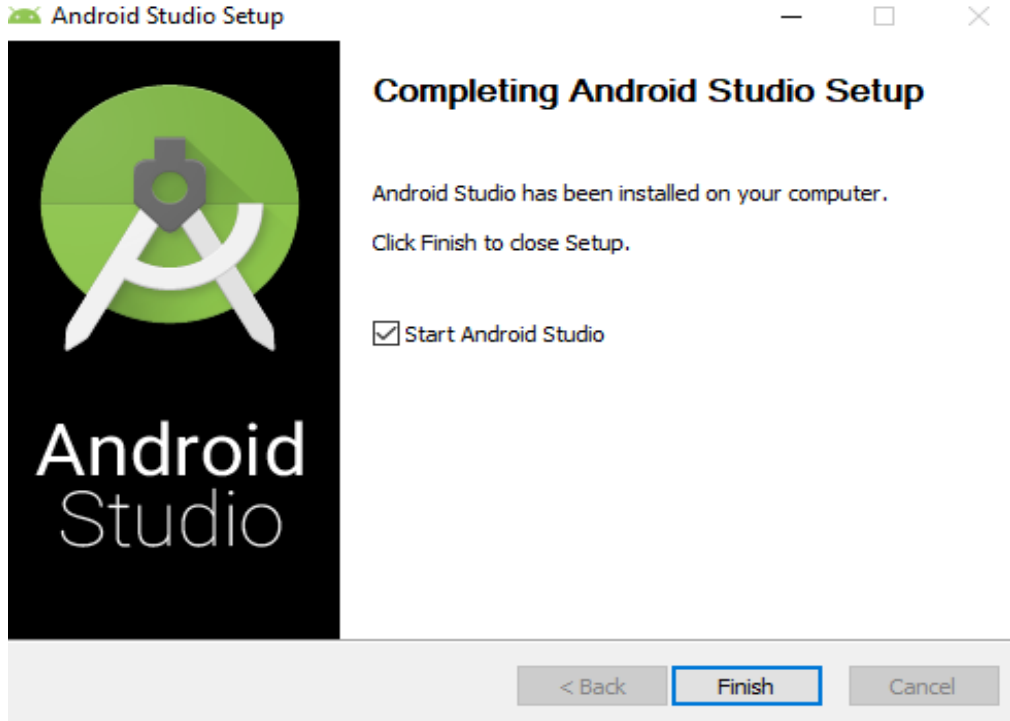 Android Studio Setup
Completing Android Studio Setup
Android Studio has been installed on your computer.
Click Finish to close Setup.
Start Android Studio
Android
Studio
< Back
Finish
Cancel